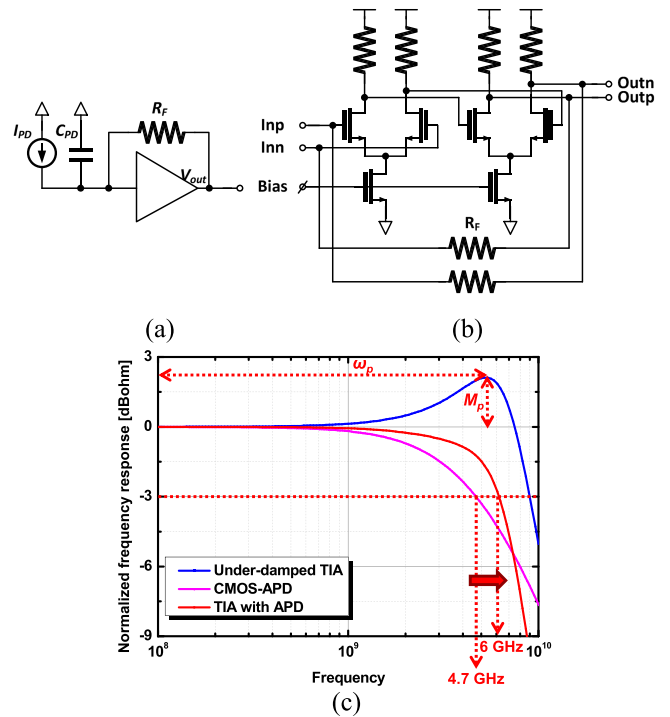 I_PD
C_PD
R_F
V_out
Inp
Inn
Bias
Outn
Outp
R_F
(a)
(b)
Normalized frequency response [dBohm]
3
0
-3
-6
-9
ω_p
M_p
Under-damped TIA
CMOS-APD
TIA with APD
6 GHz
4.7 GHz
10^8
10^9
10^10
Frequency
(c)